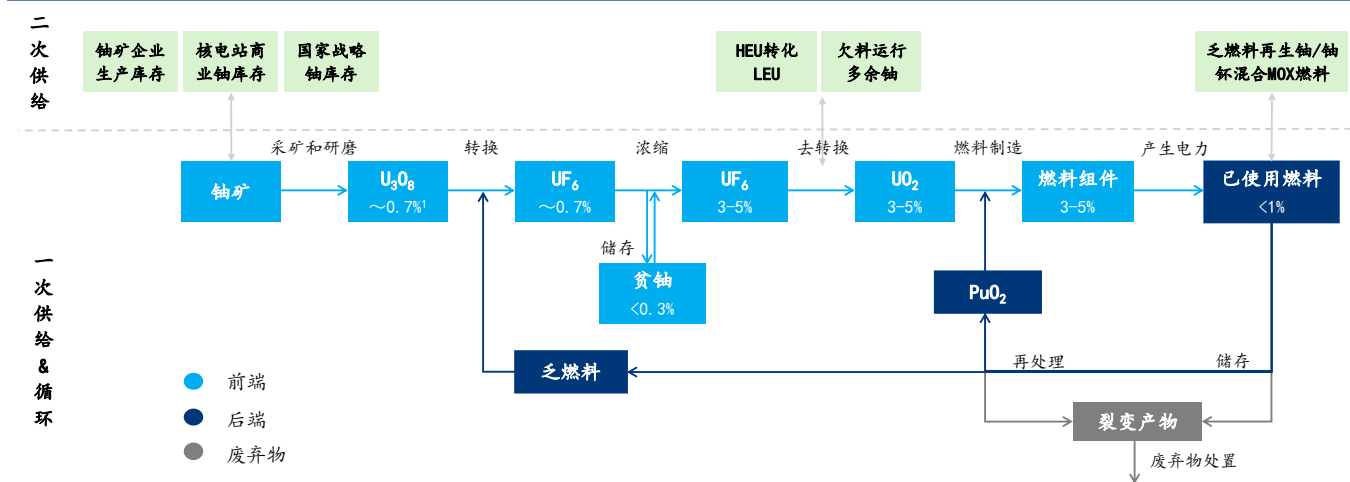 二
次
供
给
铀矿企业
生产库存
核电站商
业铀库存
国家战略
铀库存
HEU转化
LEU
欠料运行
多余铀
乏燃料再生铀/铀
钚混合MOX燃料
采矿和研磨
转换
浓缩
去转换
燃料制造
产生电力
铀矿
U₃O₈
～0.7%¹
UF₆
～0.7%
UF₆
3-5%
UO₂
3-5%
燃料组件
3-5%
已使用燃料
<1%
储存
贫铀
<0.3%
PuO₂
一
次
供
给
&
循
环
乏燃料
再处理
储存
前端
后端
废弃物
裂变产物
废弃物处置